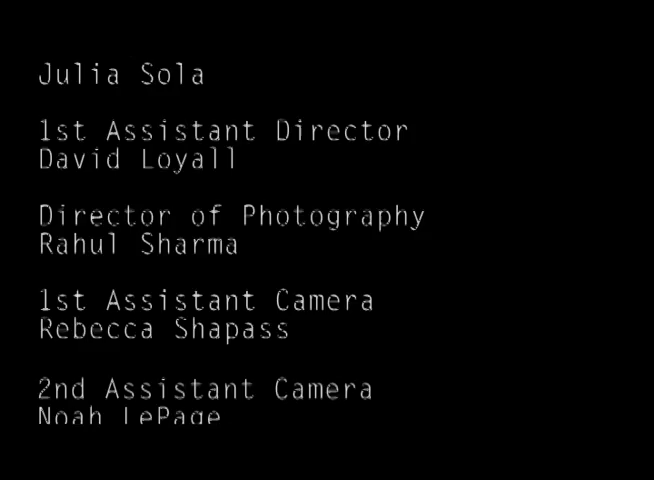 Julia Sola
1st Assistant Director
David Loyall
Director of Photography
Rahul Sharma
1st Assistant Camera
Rebecca Shapass
2nd Assistant Camera
Noah LePage